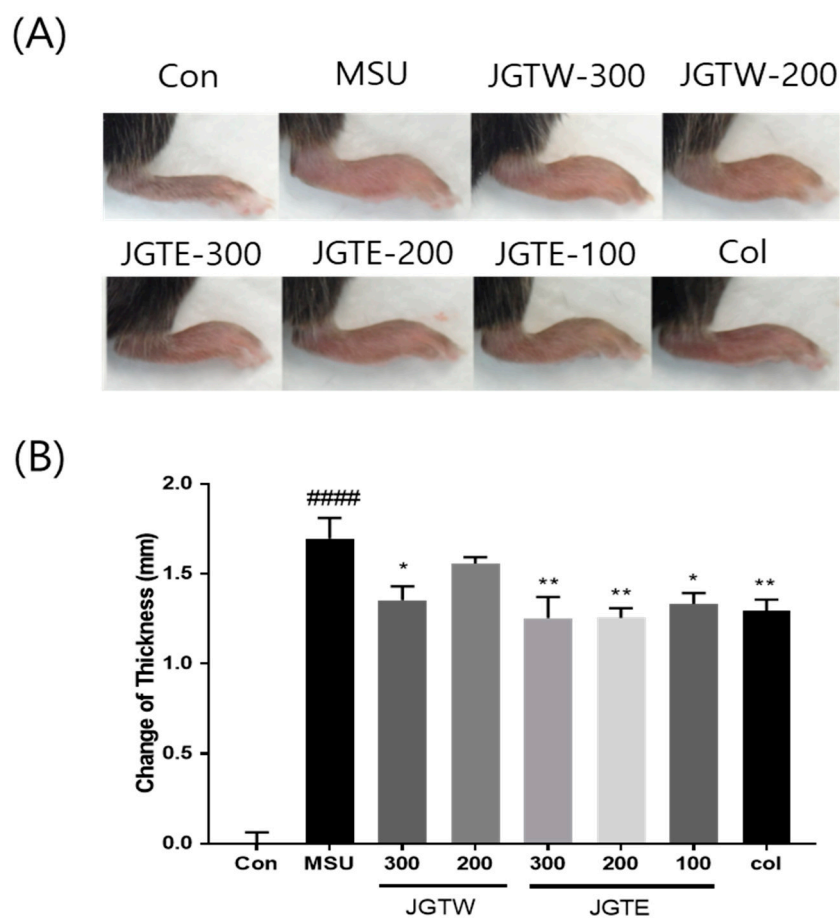 (A)
Con MSU JGTW-300 JGTW-200
JGTE-300 JGTE-200 JGTE-100 Col
(B)
2.0
1.5
1.0
0.5
0.0
Change of Thickness (mm)
####
*
**
**
*
**
Con MSU 300 200 300 200 100 col
JGTW JGTE